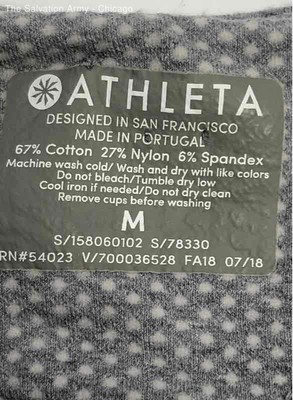 The Salvation Army - Chicago
ATHLETA
DESIGNED IN SAN FRANCISCO
MADE IN PORTUGAL
67% Cotton 27% Nylon 6% Spandex
Machine wash cold/ Wash and dry with like colors
Do not bleach/Tumble dry low
Cool iron if needed/Do not dry clean
Remove cups before washing
M
S/158060102 S/78330
RN#54023 V/700036528 FA18 07/18